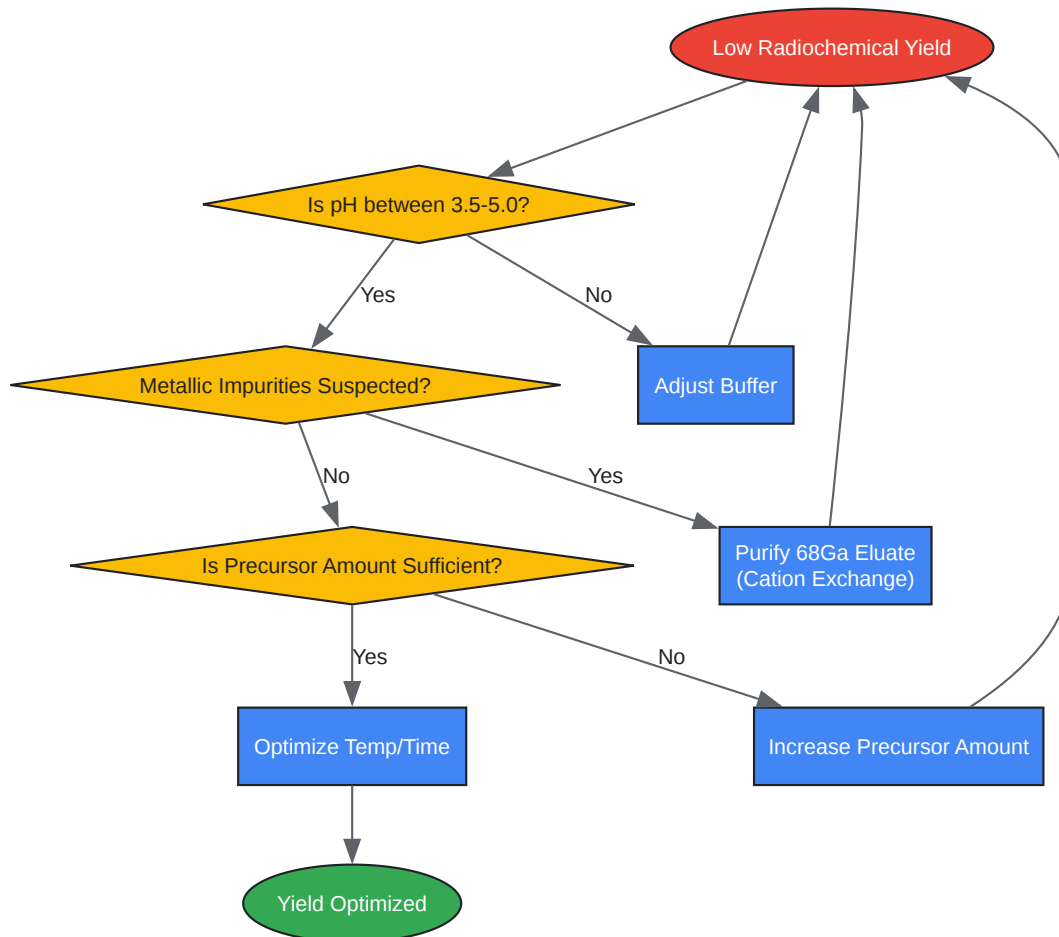 Low Radiochemical Yield
Is pH between 3.5-5.0?
Yes
No
Metallic Impurities Suspected?
Adjust Buffer
No
Yes
Is Precursor Amount Sufficient?
Purify 68Ga Eluate
(Cation Exchange)
Yes
No
Optimize Temp/Time
Increase Precursor Amount
Yield Optimized